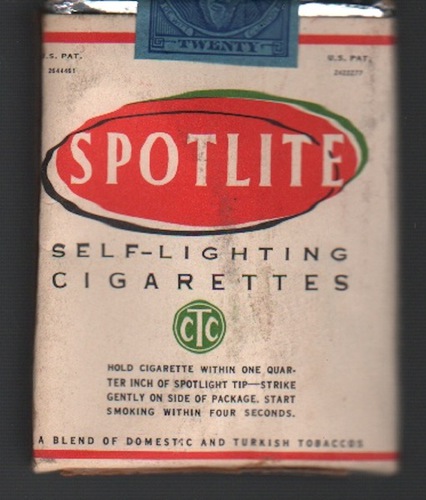 TWENTY
U.S. PAT.
U.S. PAT.
2644451
SPOTLITE
SELF-LIGHTING
CIGARETTES
CTC
HOLD CIGARETTE WITHIN ONE QUAR-
TER INCH OF SPOTLIGHT TIP—STRIKE
GENTLY ON SIDE OF PACKAGE. START
SMOKING WITHIN FOUR SECONDS.
A BLEND OF DOMESTIC AND TURKISH TOBACCOS